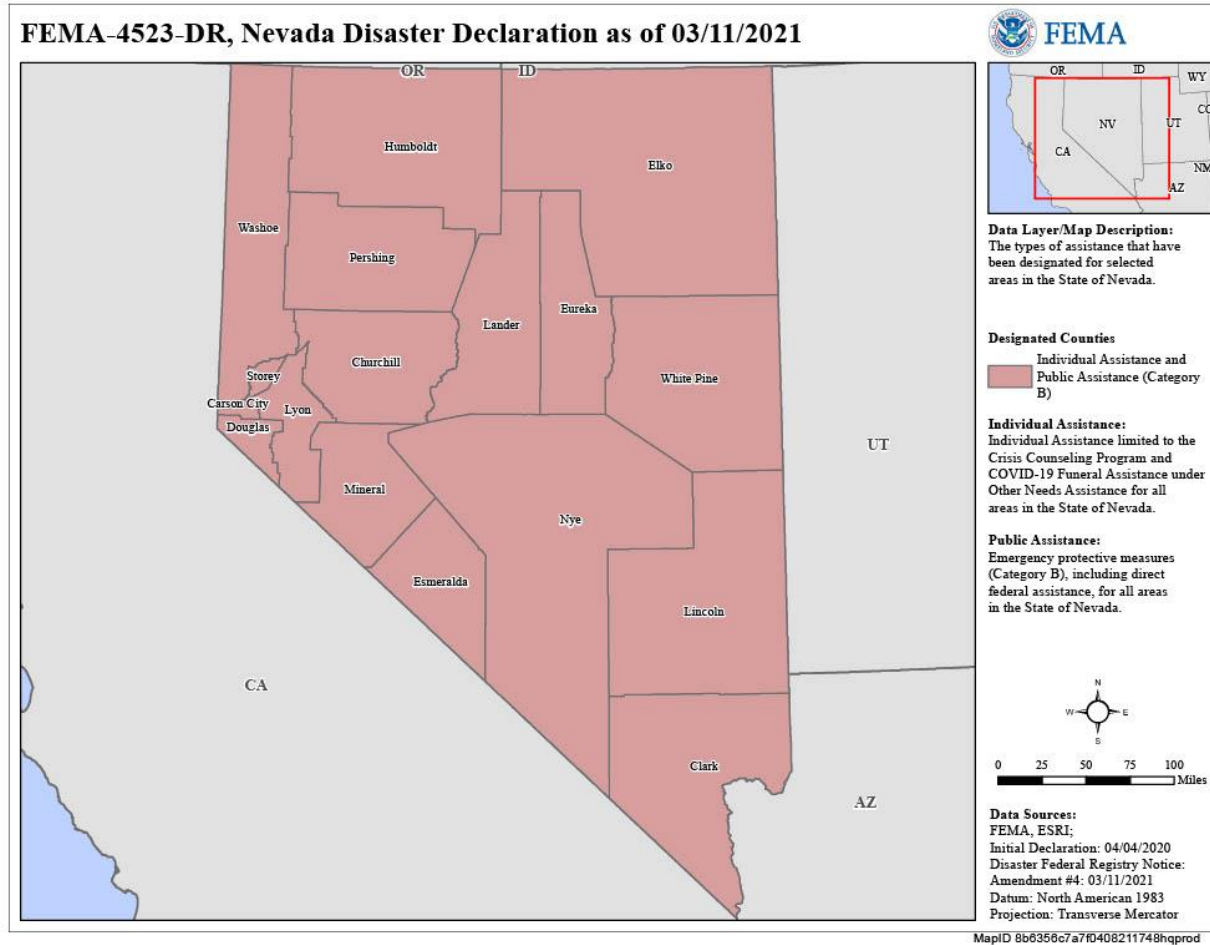 FEMA-4523-DR, Nevada Disaster Declaration as of 03/11/2021
FEMA
OR
ID
Humboldt
Elko
Washoe
Pershing
Lander
Eureka
Churchill
White Pine
Storey
Carson City
Lyon
Douglas
UT
Mineral
Nye
Esmeralda
Lincoln
CA
Clark
AZ
OR
ID
WY
CO
NV
UT
CA
NM
AZ
Data Layer/Map Description:
The types of assistance that have
been designated for selected
areas in the State of Nevada.
Designated Counties
Individual Assistance and
Public Assistance (Category
B)
Individual Assistance:
Individual Assistance limited to the
Crisis Counseling Program and
COVID-19 Funeral Assistance under
Other Needs Assistance for all
areas in the State of Nevada.
Public Assistance:
Emergency protective measures
(Category B), including direct
federal assistance, for all areas
in the State of Nevada.
N
W E
S
0 25 50 75 100
Miles
Data Sources:
FEMA, ESRI;
Initial Declaration: 04/04/2020
Disaster Federal Registry Notice:
Amendment #4: 03/11/2021
Datum: North American 1983
Projection: Transverse Mercator
MapID 8b6356c7a7f0408211748hqprod